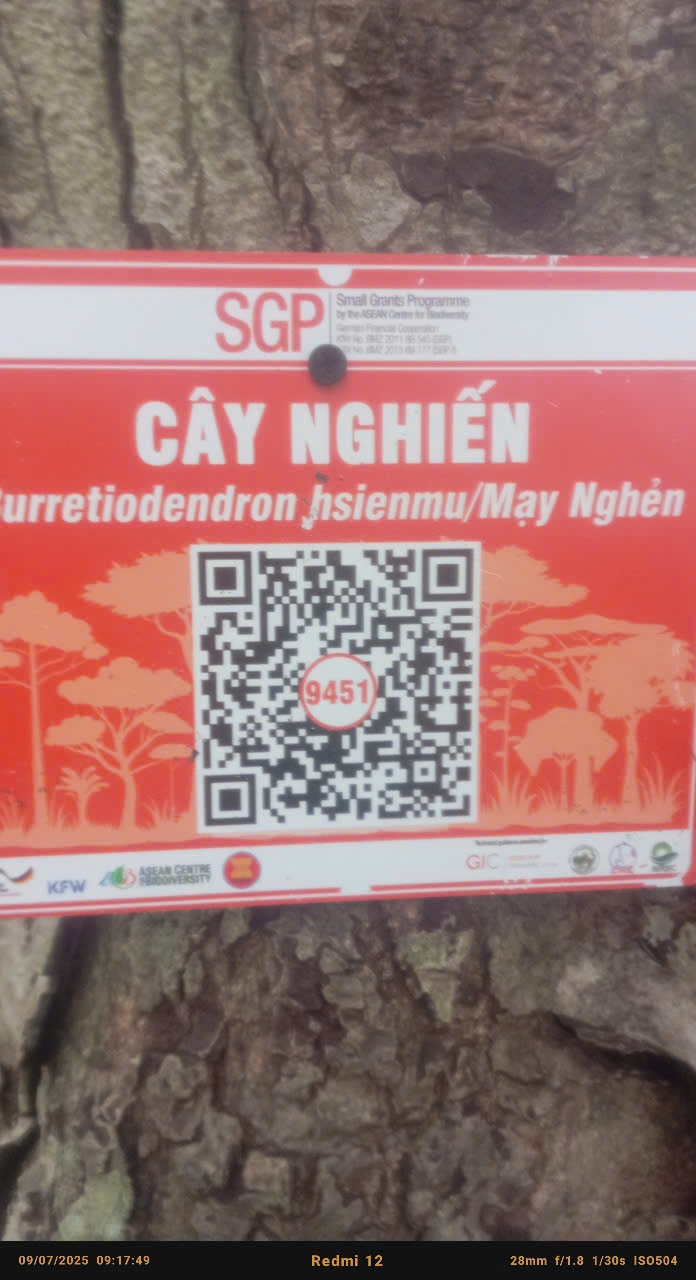 SGP
Small Grants Programme
by the ASEAN Centre for Biodiversity
German Financial Cooperation
CÂY NGHIẾN
urretiodendron hsienmu/Mạy Nghẻn
9451
KFW
ASEAN CENTRE
BIODIVERSITY
GIC
09/07/2025 09:17:49
Redmi 12
28mm f/1.8 1/30s ISO504